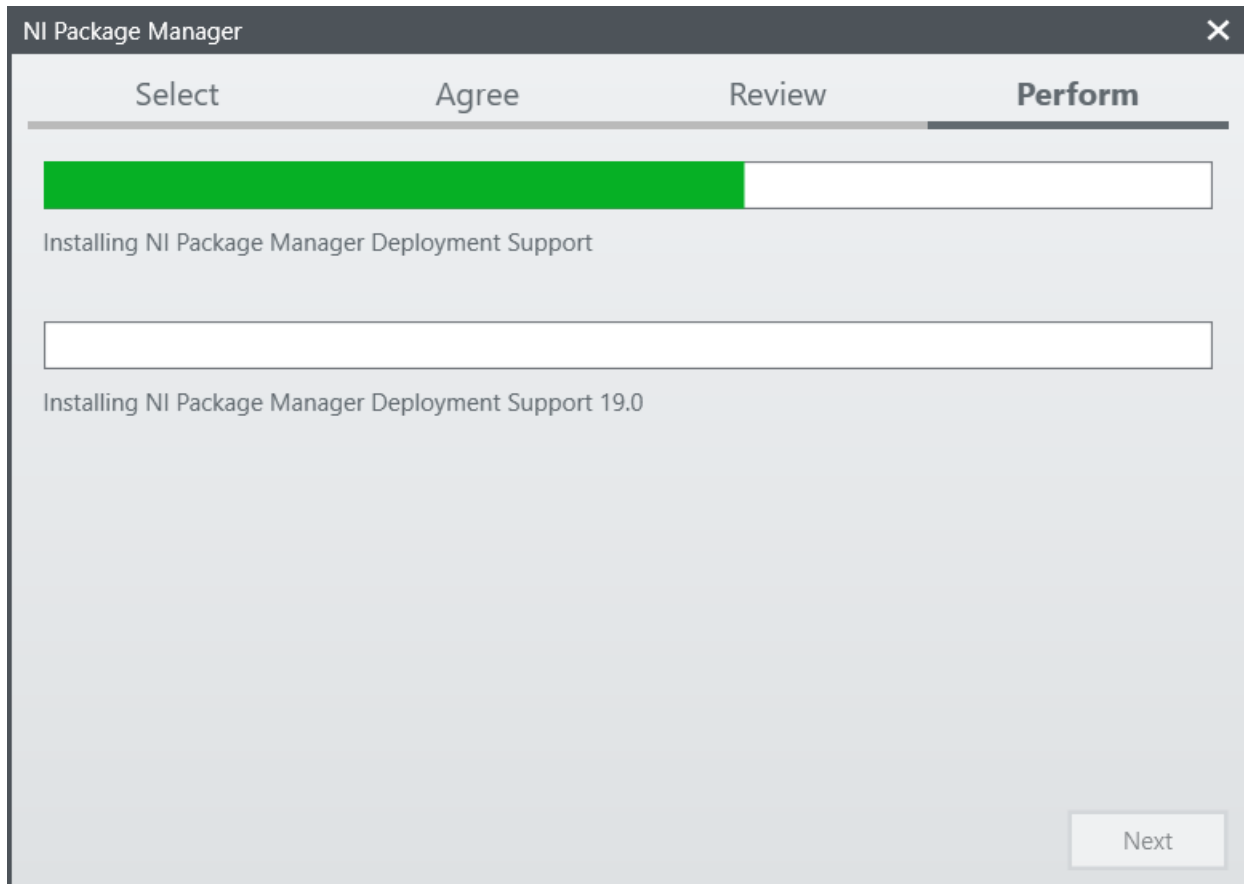 NI Package Manager
Select Agree Review Perform
Installing NI Package Manager Deployment Support
Installing NI Package Manager Deployment Support 19.0
Next